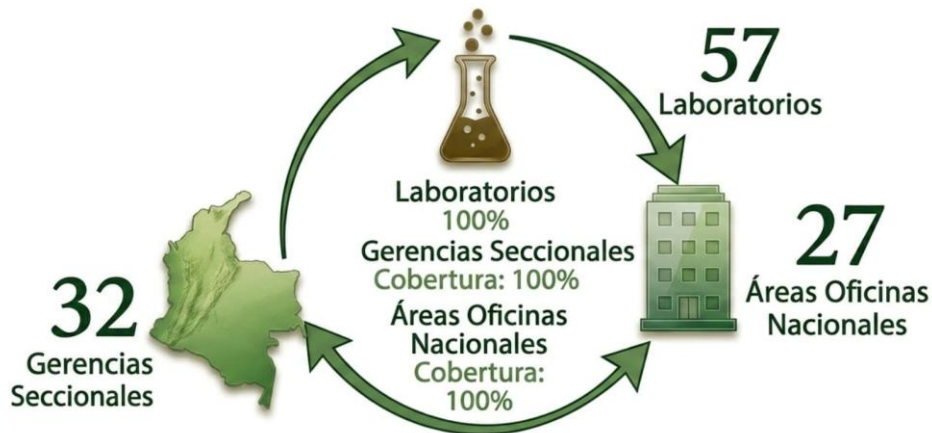 57
Laboratorios
Laboratorios
100%
Gerencias Seccionales
Cobertura: 100%
Áreas Oficinas
Nacionales
Cobertura:
100%
27
Áreas Oficinas
Nacionales
32
Gerencias
Seccionales